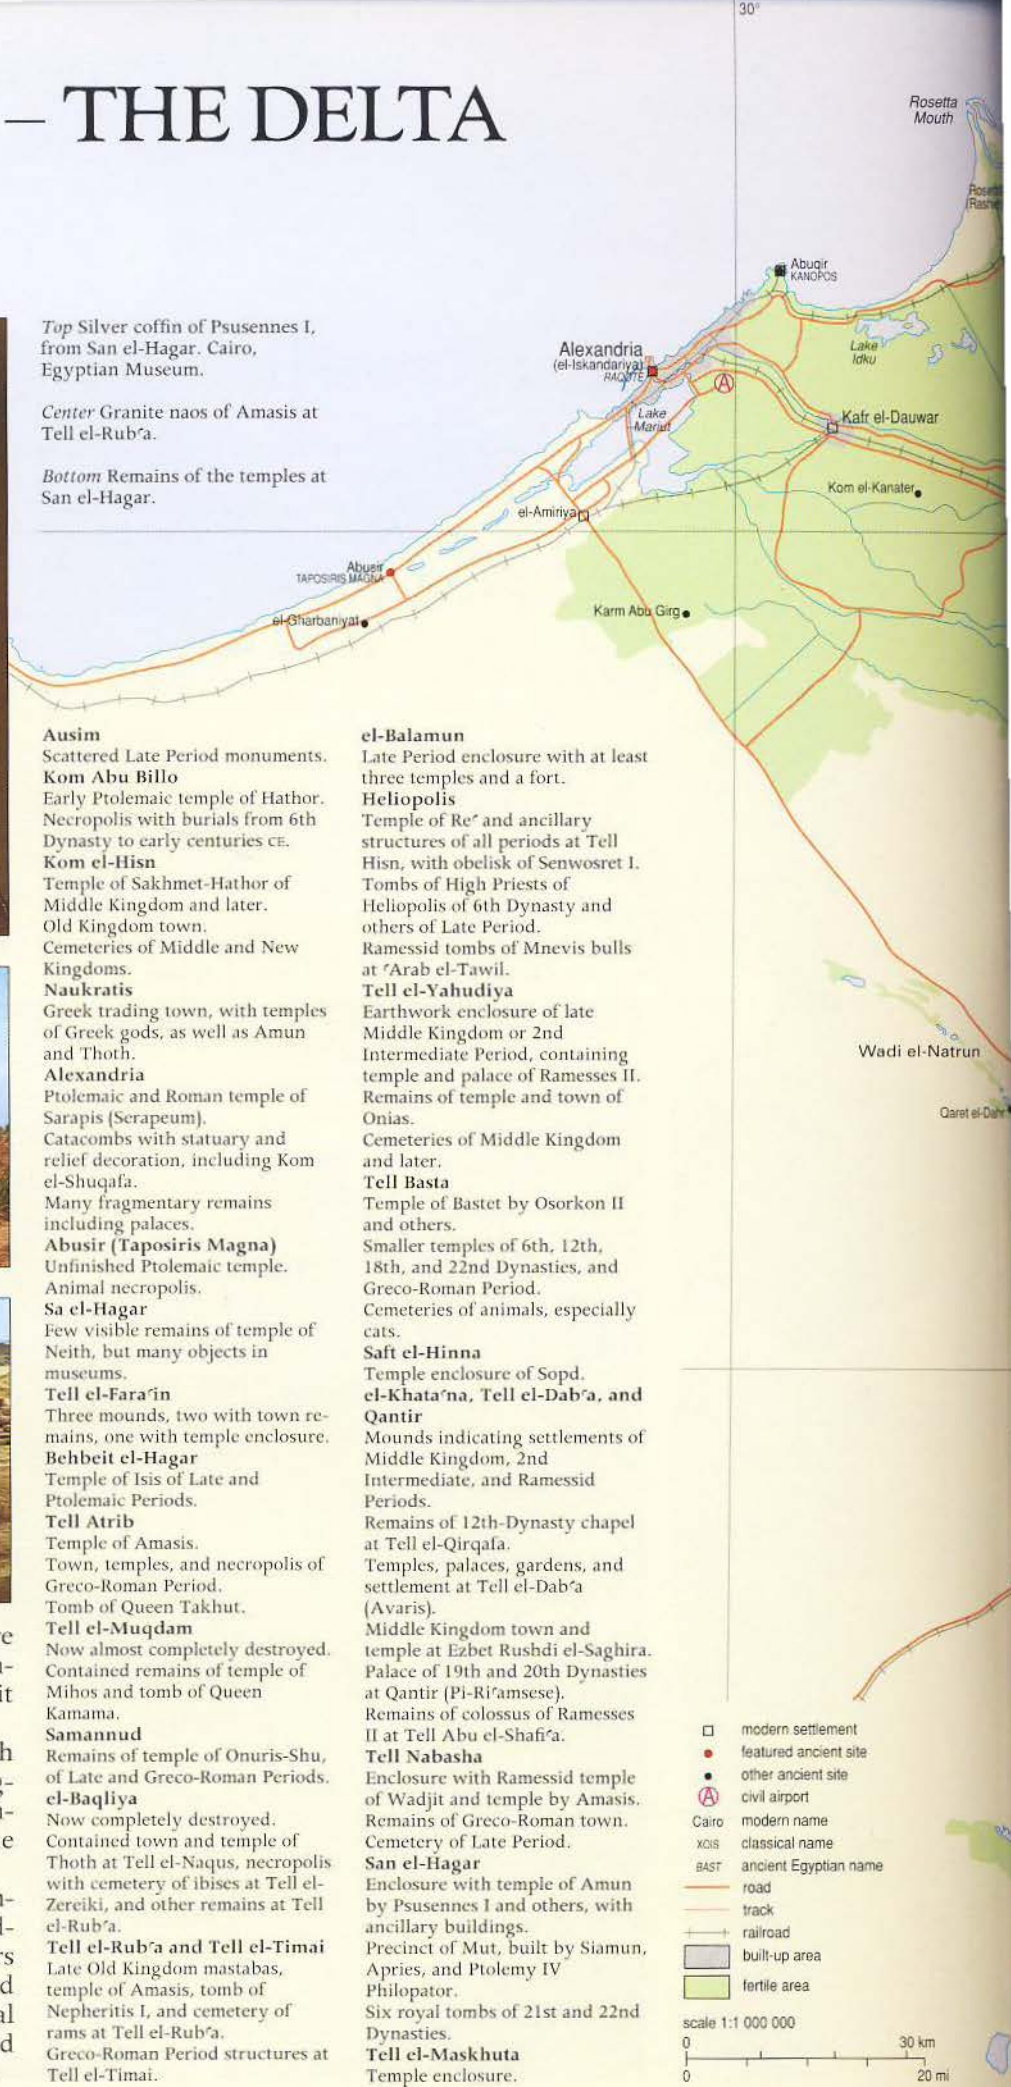 – THE DELTA
30°
Rosetta
Mouth
Abuqir
KANOPOS
Lake
Idku
Alexandria
(el-Iskandariya)
RAQOTE
Lake
Mariut
Kafr el-Dauwar
Kom el-Kanater
el-Amiriya
Abusir
TAPOSIRIS MAGNA
el-Gharbaniyat
Karm Abu Girg
Wadi el-Natrun
Qaret el-Dahr
Top Silver coffin of Psusennes I,
from San el-Hagar. Cairo,
Egyptian Museum.
Center Granite naos of Amasis at
Tell el-Rubʿa.
Bottom Remains of the temples at
San el-Hagar.
Ausim
Scattered Late Period monuments.
Kom Abu Billo
Early Ptolemaic temple of Hathor.
Necropolis with burials from 6th
Dynasty to early centuries CE.
Kom el-Hisn
Temple of Sakhmet-Hathor of
Middle Kingdom and later.
Old Kingdom town.
Cemeteries of Middle and New
Kingdoms.
Naukratis
Greek trading town, with temples
of Greek gods, as well as Amun
and Thoth.
Alexandria
Ptolemaic and Roman temple of
Sarapis (Serapeum).
Catacombs with statuary and
relief decoration, including Kom
el-Shuqafa.
Many fragmentary remains
including palaces.
Abusir (Taposiris Magna)
Unfinished Ptolemaic temple.
Animal necropolis.
Sa el-Hagar
Few visible remains of temple of
Neith, but many objects in
museums.
Tell el-Faraʿin
Three mounds, two with town re-
mains, one with temple enclosure.
Behbeit el-Hagar
Temple of Isis of Late and
Ptolemaic Periods.
Tell Atrib
Temple of Amasis.
Town, temples, and necropolis of
Greco-Roman Period.
Tomb of Queen Takhut.
Tell el-Muqdam
Now almost completely destroyed.
Contained remains of temple of
Mihos and tomb of Queen
Kamama.
Samannud
Remains of temple of Onuris-Shu,
of Late and Greco-Roman Periods.
el-Baqliya
Now completely destroyed.
Contained town and temple of
Thoth at Tell el-Naqus, necropolis
with cemetery of ibises at Tell el-
Zereiki, and other remains at Tell
el-Rubʿa.
Tell el-Rubʿa and Tell el-Timai
Late Old Kingdom mastabas,
temple of Amasis, tomb of
Nepheritis I, and cemetery of
rams at Tell el-Rubʿa.
Greco-Roman Period structures at
Tell el-Timai.
el-Balamun
Late Period enclosure with at least
three temples and a fort.
Heliopolis
Temple of Reʿ and ancillary
structures of all periods at Tell
Hisn, with obelisk of Senwosret I.
Tombs of High Priests of
Heliopolis of 6th Dynasty and
others of Late Period.
Ramessid tombs of Mnevis bulls
at ʿArab el-Tawil.
Tell el-Yahudiya
Earthwork enclosure of late
Middle Kingdom or 2nd
Intermediate Period, containing
temple and palace of Ramesses II.
Remains of temple and town of
Onias.
Cemeteries of Middle Kingdom
and later.
Tell Basta
Temple of Bastet by Osorkon II
and others.
Smaller temples of 6th, 12th,
18th, and 22nd Dynasties, and
Greco-Roman Period.
Cemeteries of animals, especially
cats.
Saft el-Hinna
Temple enclosure of Sopd.
el-Khataʿna, Tell el-Dabʿa, and
Qantir
Mounds indicating settlements of
Middle Kingdom, 2nd
Intermediate, and Ramessid
Periods.
Remains of 12th-Dynasty chapel
at Tell el-Qirqafa.
Temples, palaces, gardens, and
settlement at Tell el-Dabʿa
(Avaris).
Middle Kingdom town and
temple at Ezbet Rushdi el-Saghira.
Palace of 19th and 20th Dynasties
at Qantir (Pi-Riʿamsese).
Remains of colossus of Ramesses
II at Tell Abu el-Shafiʿa.
Tell Nabasha
Enclosure with Ramessid temple
of Wadjit and temple by Amasis.
Remains of Greco-Roman town.
Cemetery of Late Period.
San el-Hagar
Enclosure with temple of Amun
by Psusennes I and others, with
ancillary buildings.
Precinct of Mut, built by Siamun,
Apries, and Ptolemy IV
Philopator.
Six royal tombs of 21st and 22nd
Dynasties.
Tell el-Maskhuta
Temple enclosure.
modern settlement
featured ancient site
other ancient site
A civil airport
Cairo modern name
XOIS classical name
BAST ancient Egyptian name
road
track
railroad
built-up area
fertile area
scale 1:1 000 000
0 30 km
0 20 mi